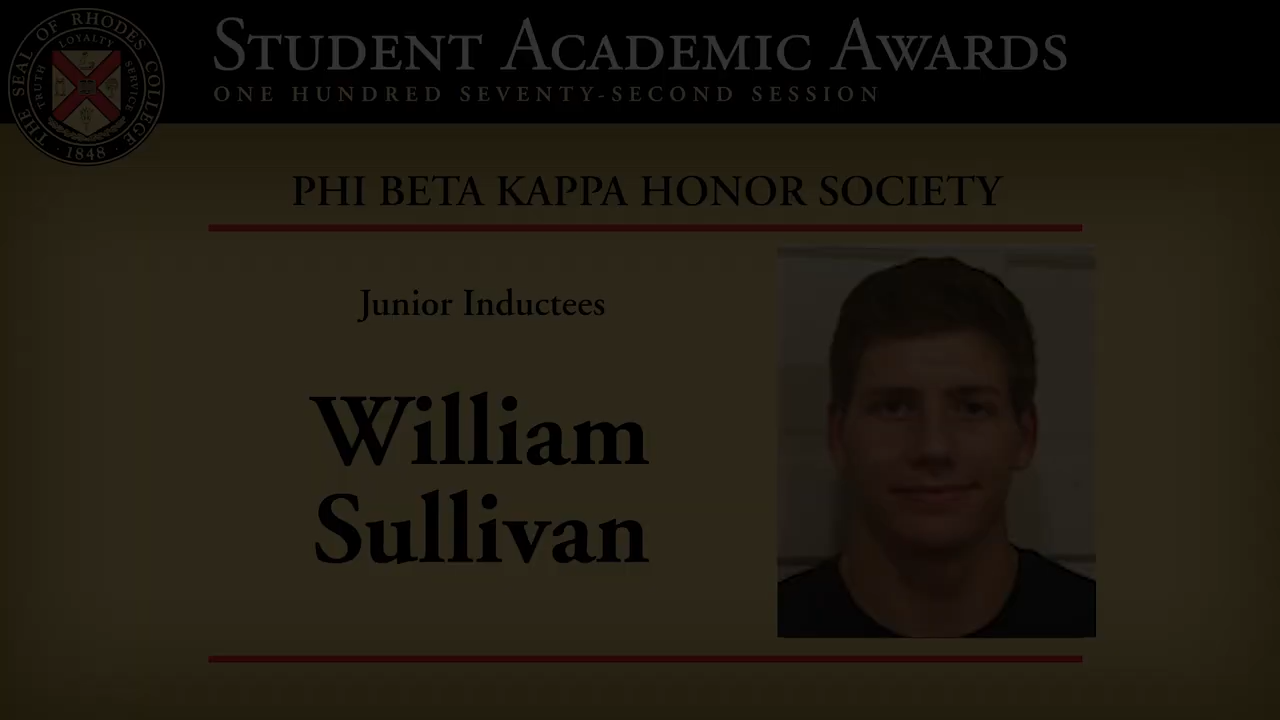 THE SEAL OF RHODES COLLEGE
· 1848 ·
TRUTH
LOYALTY
SERVICE
STUDENT ACADEMIC AWARDS
ONE HUNDRED SEVENTY-SECOND SESSION
PHI BETA KAPPA HONOR SOCIETY
Junior Inductees
William
Sullivan